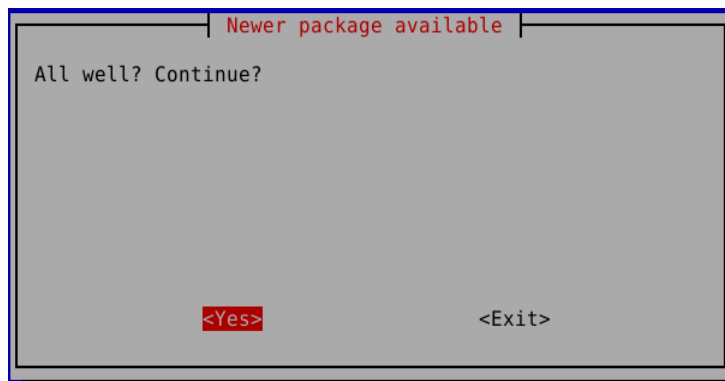 Newer package available
All well? Continue?
<Yes> <Exit>